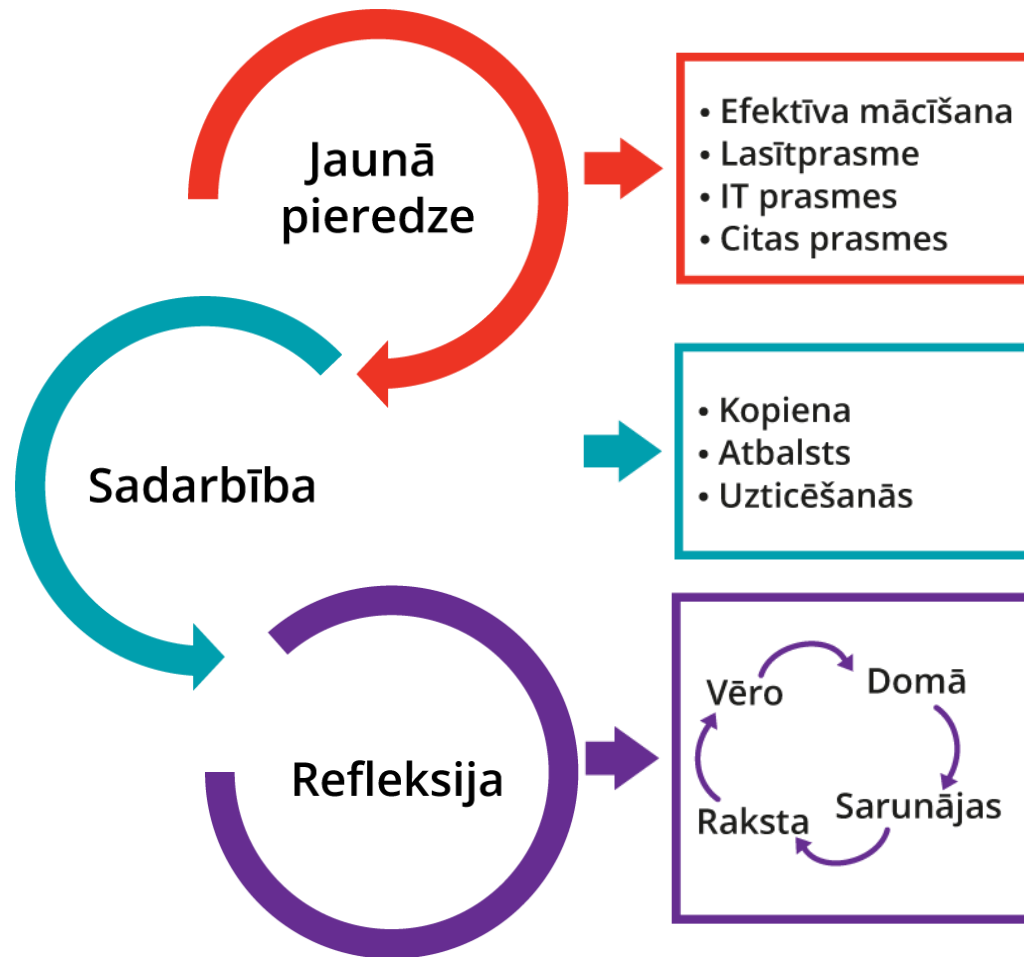 Jaunā
pieredze
• Efektīva mācīšana
• Lasītprasme
• IT prasmes
• Citas prasmes
Sadarbība
• Kopiena
• Atbalsts
• Uzticēšanās
Refleksija
Vēro
Domā
Sarunājas
Raksta